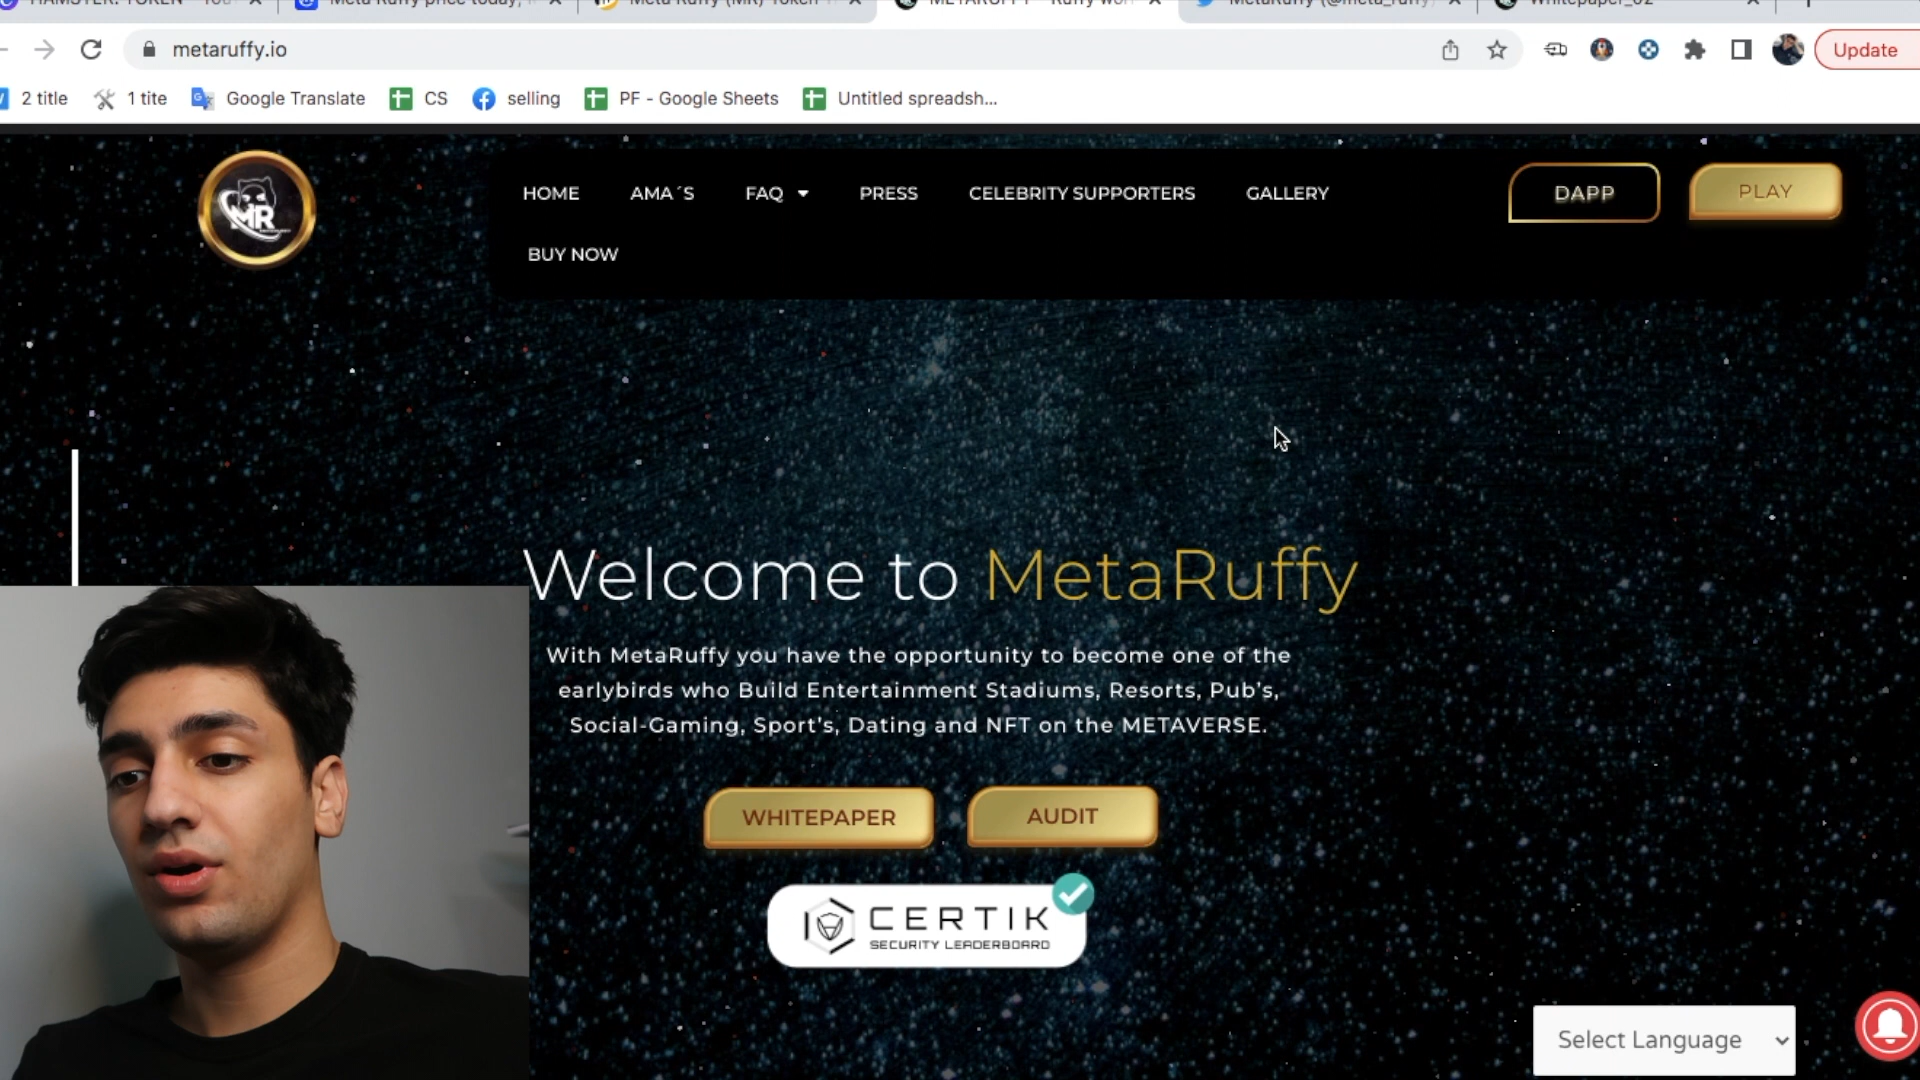 Meta Ruffy price today,
Meta Ruffy (MR) Token
METARUFFY
MetaRuffy (@meta_ruffy)
Whitepaper_02
metaruffy.io
Update
2 title
1 tite
Google Translate
CS
selling
PF - Google Sheets
Untitled spreadsh...
MR
HOME
AMA´S
FAQ
PRESS
CELEBRITY SUPPORTERS
GALLERY
DAPP
PLAY
BUY NOW
Welcome to MetaRuffy
With MetaRuffy you have the opportunity to become one of the
earlybirds who Build Entertainment Stadiums, Resorts, Pub's,
Social-Gaming, Sport's, Dating and NFT on the METAVERSE.
WHITEPAPER
AUDIT
CERTIK
SECURITY LEADERBOARD
Select Language